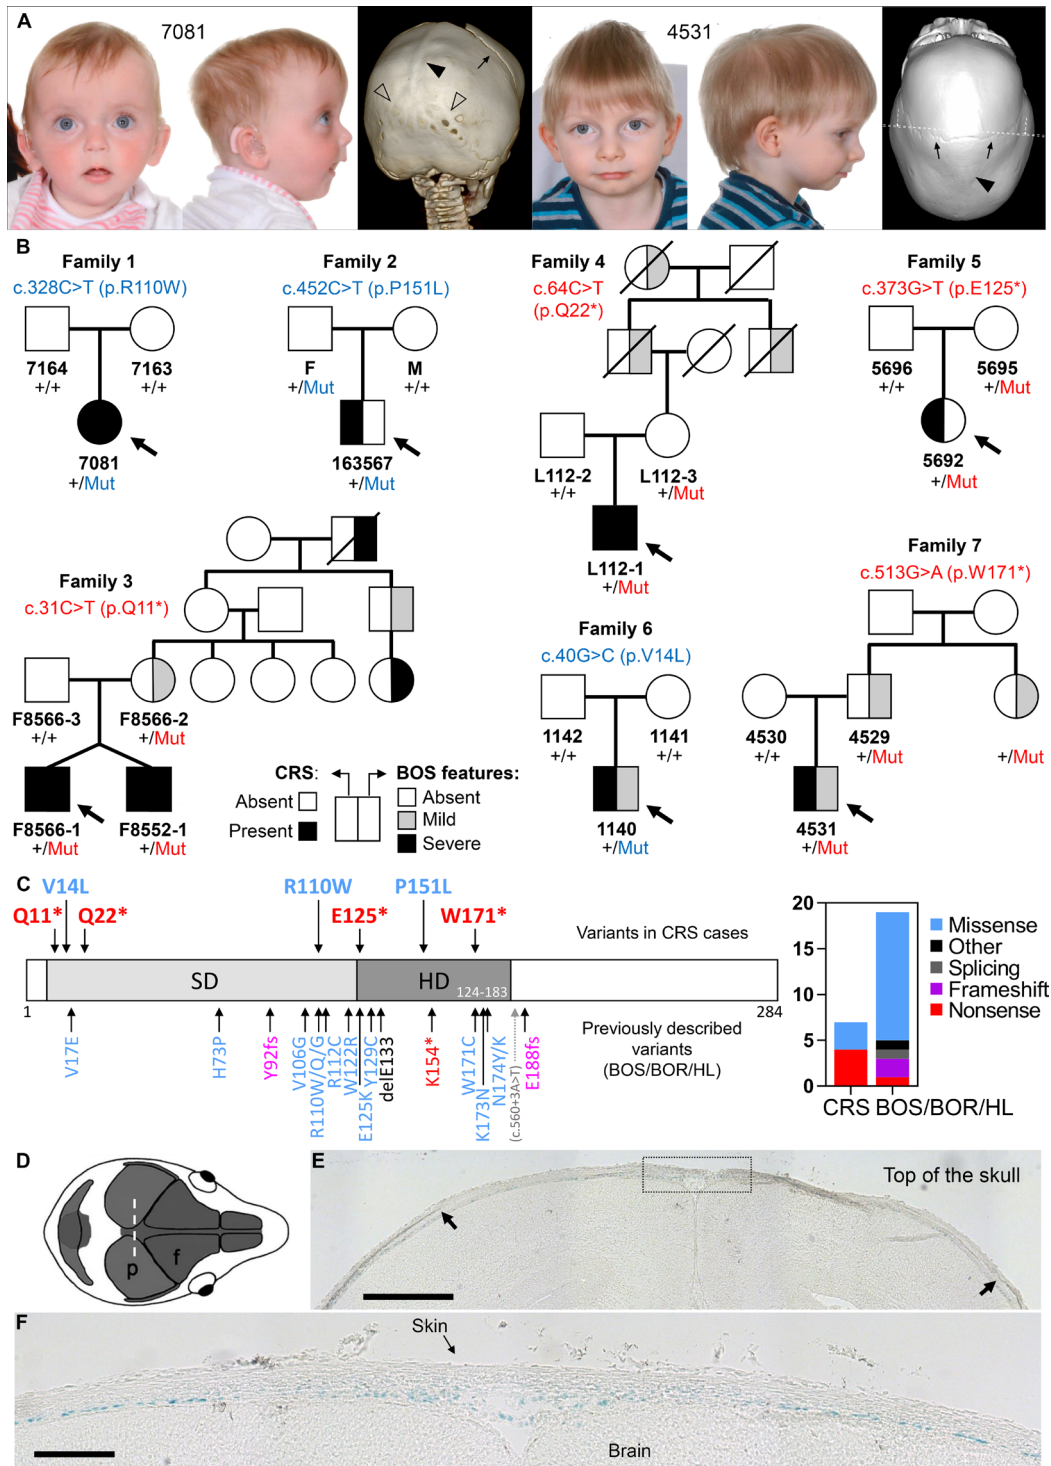 A
7081
4531
B
Family 1
c.328C>T (p.R110W)
7164
+/+
7163
+/+
7081
+/Mut
Family 2
c.452C>T (p.P151L)
F
+/Mut
M
+/+
163567
+/Mut
Family 4
c.64C>T
(p.Q22*)
L112-2
+/+
L112-3
+/Mut
L112-1
+/Mut
Family 5
c.373G>T (p.E125*)
5696
+/+
5695
+/Mut
5692
+/Mut
Family 3
c.31C>T (p.Q11*)
F8566-3
+/+
F8566-2
+/Mut
F8566-1
+/Mut
F8552-1
+/Mut
CRS:
Absent
Present
BOS features:
Absent
Mild
Severe
Family 6
c.40G>C (p.V14L)
1142
+/+
1141
+/+
1140
+/Mut
Family 7
c.513G>A (p.W171*)
4530
+/+
4529
+/Mut
+/Mut
4531
+/Mut
C
V14L
R110W
P151L
Q11*
Q22*
E125*
W171*
Variants in CRS cases
SD
HD
124-183
1
284
Previously described
variants
(BOS/BOR/HL)
V17E
H73P
Y92fs
V106G
R110W/Q/G
R112C
W122R
E125K
Y129C
delE133
K154*
W171C
K173N
N174Y/K
(c.560+3A>T)
E188fs
20
15
10
5
0
CRS
BOS/BOR/HL
Missense
Other
Splicing
Frameshift
Nonsense
D
p
f
E
Top of the skull
F
Skin
Brain